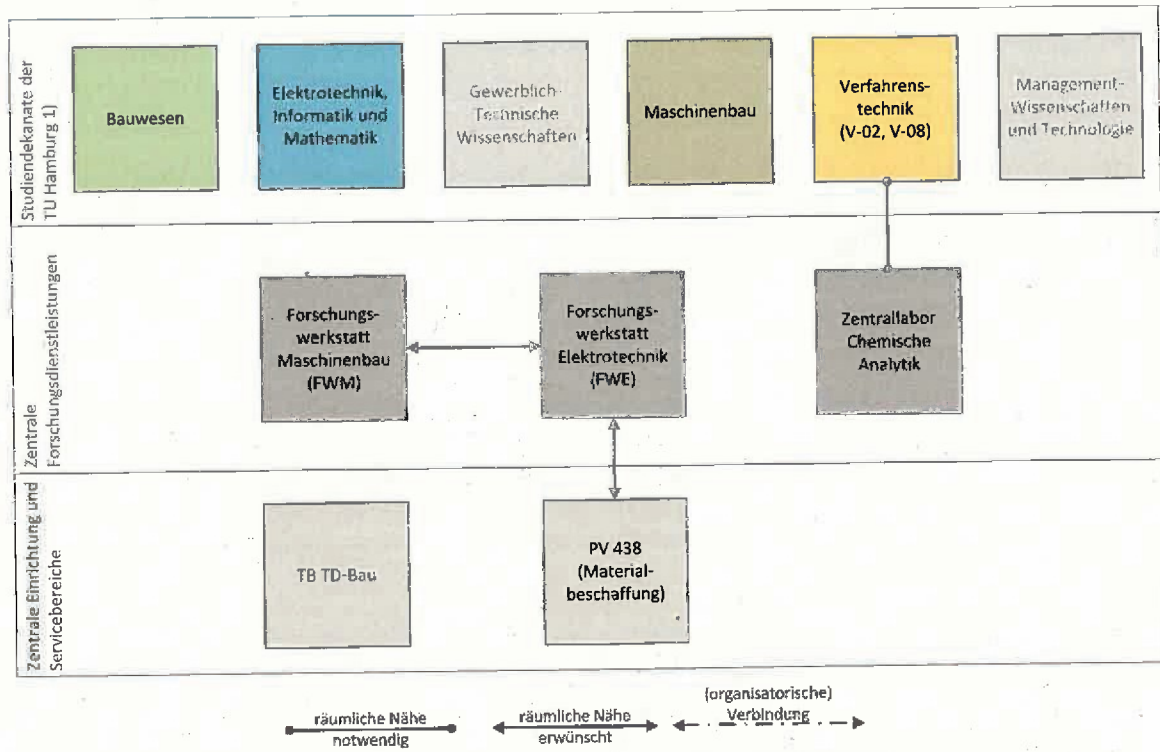 Studiendekanate der
TU Hamburg 1)
Bauwesen
Elektrotechnik,
Informatik und
Mathematik
Gewerblich-
Technische
Wissenschaften
Maschinenbau
Verfahrens-
technik
(V-02, V-08)
Management-
Wissenschaften
und Technologie
Zentrale
Forschungsdienstleistungen
Forschungs-
werkstatt
Maschinenbau
(FWM)
Forschungs-
werkstatt
Elektrotechnik
(FWE)
Zentrallabor
Chemische
Analytik
Zentrale Einrichtung und
Servicebereiche
TB TD-Bau
PV 438
(Material-
beschaffung)
räumliche Nähe
notwendig
räumliche Nähe
erwünscht
(organisatorische)
Verbindung